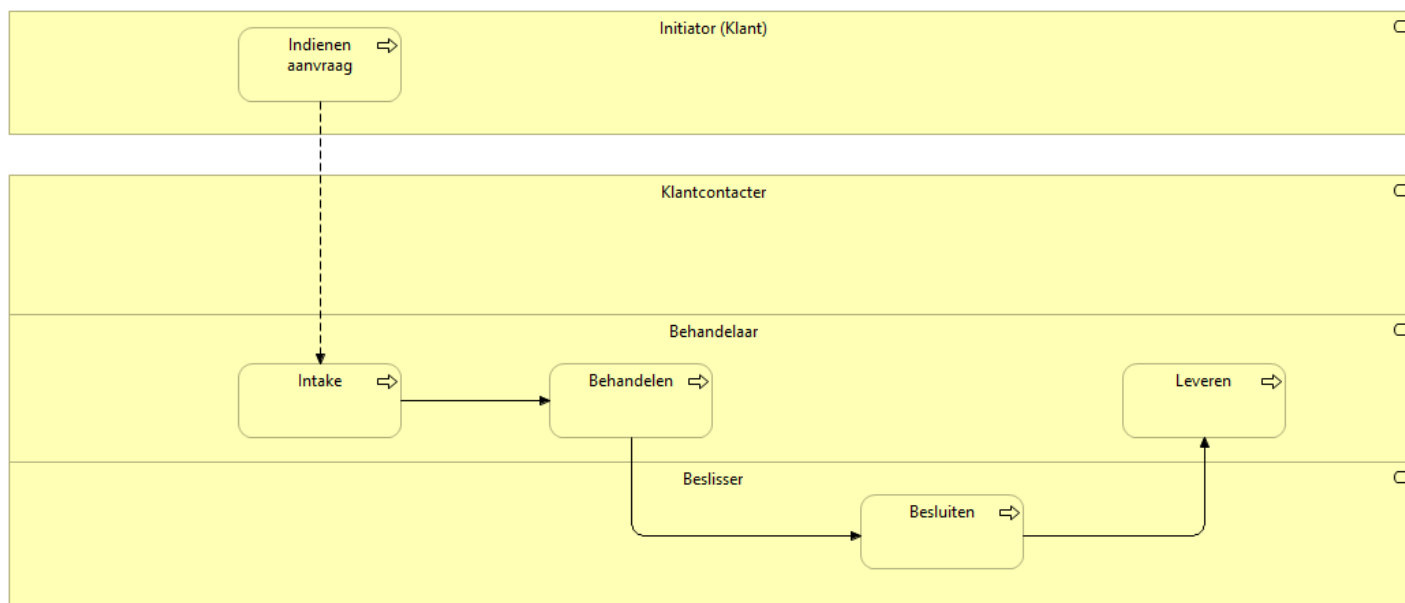 Initiator (Klant)
Indienen
aanvraag
Klantcontacter
Behandelaar
Intake
Behandelen
Leveren
Beslisser
Besluiten